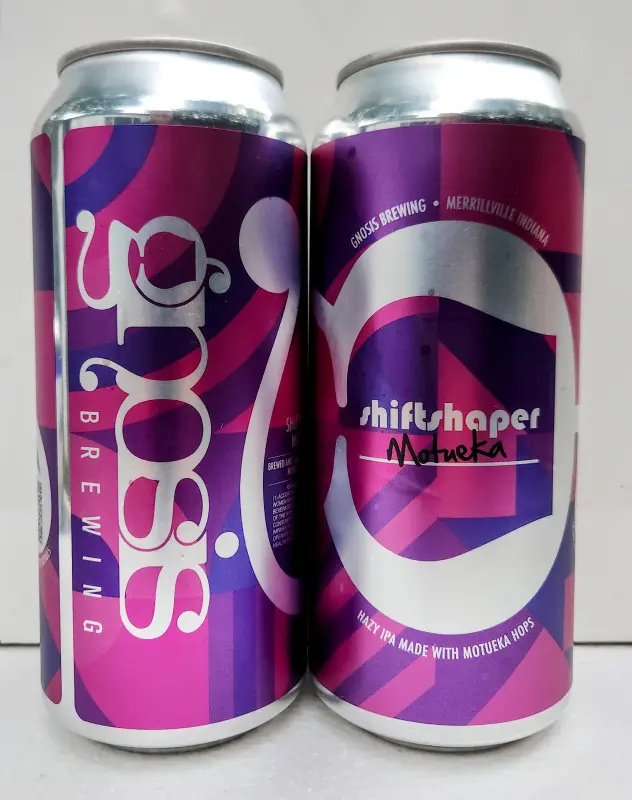 gnosis
BREWING
GNOSIS BREWING • MERRILLVILLE INDIANA
shiftshaper
Motueka
HAZY IPA MADE WITH MOTUEKA HOPS